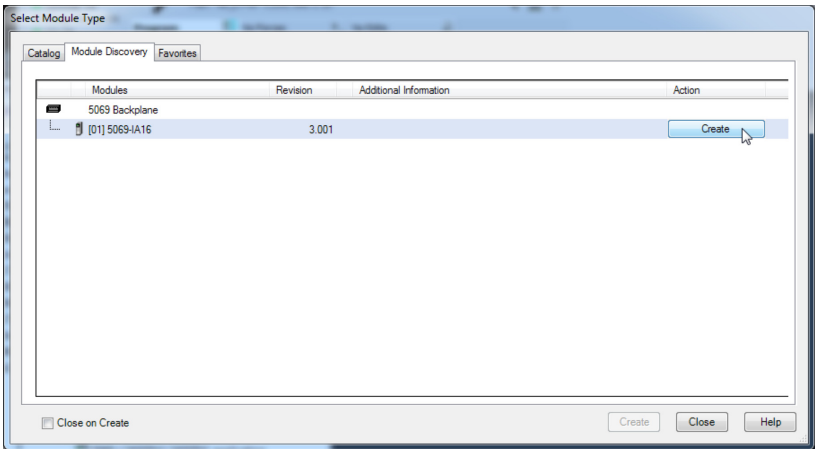 Select Module Type
Catalog Module Discovery Favorites
Modules Revision Additional Information Action
5069 Backplane
[01] 5069-IA16 3.001 Create
Close on Create Create Close Help